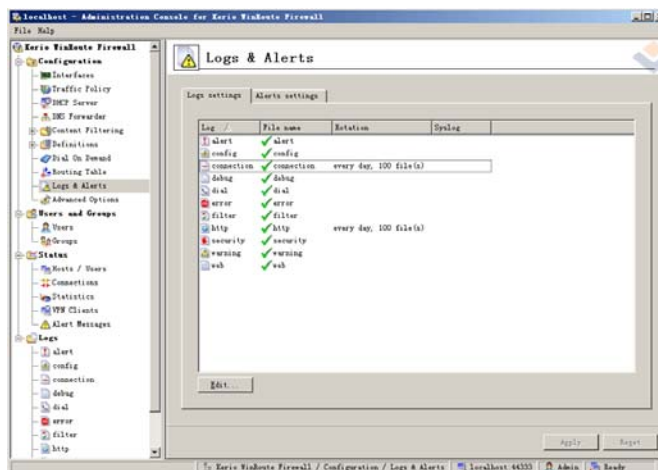 localhost - Administration Console for Kerio WinRoute Firewall
File Help
Kerio WinRoute Firewall
Configuration
Interfaces
Traffic Policy
DHCP Server
DNS Forwarder
Content Filtering
Definitions
Dial On Demand
Routing Table
Logs & Alerts
Advanced Options
Users and Groups
Users
Groups
Status
Hosts / Users
Connections
Statistics
VPN Clients
Alert Messages
Logs
alert
config
connection
debug
dial
error
filter
http
Logs & Alerts
Logs settings Alerts settings
Log / File name Rotation Syslog
alert alert
config config
connection connection every day, 100 file(s)
debug debug
dial dial
error error
filter filter
http http every day, 100 file(s)
security security
warning warning
web web
Edit...
Apply Reset
Kerio WinRoute Firewall / Configuration / Logs & Alerts localhost:44333 Admin Ready